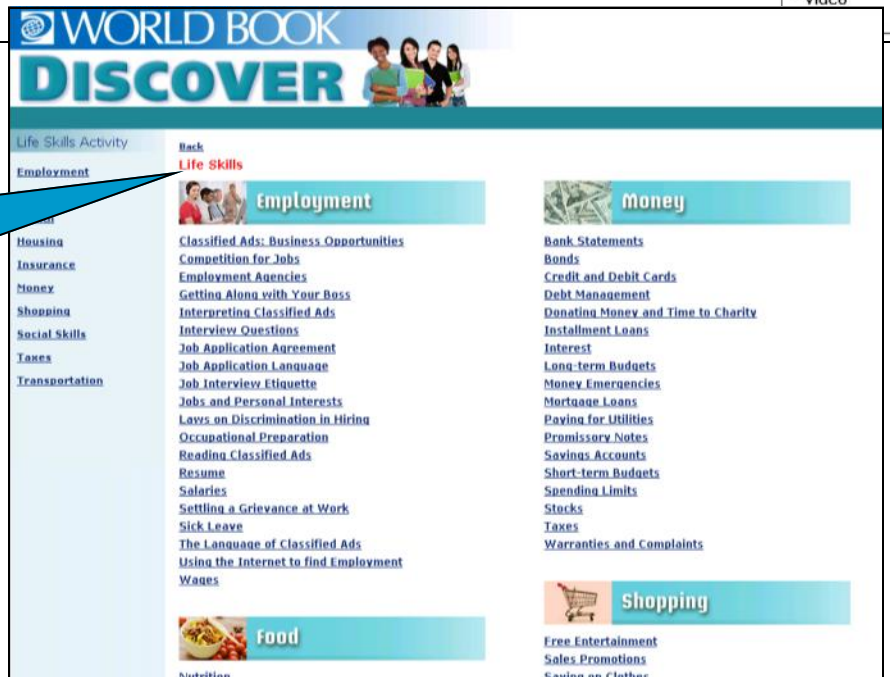 Video
WORLD BOOK
DISCOVER
Life Skills Activity
Employment
Housing
Insurance
Money
Shopping
Social Skills
Taxes
Transportation
Back
Life Skills
Employment
Classified Ads: Business Opportunities
Competition for Jobs
Employment Agencies
Getting Along with Your Boss
Interpreting Classified Ads
Interview Questions
Job Application Agreement
Job Application Language
Job Interview Etiquette
Jobs and Personal Interests
Laws on Discrimination in Hiring
Occupational Preparation
Reading Classified Ads
Resume
Salaries
Settling a Grievance at Work
Sick Leave
The Language of Classified Ads
Using the Internet to find Employment
Wages
Food
Nutrition
Money
Bank Statements
Bonds
Credit and Debit Cards
Debt Management
Donating Money and Time to Charity
Installment Loans
Interest
Long-term Budgets
Money Emergencies
Mortgage Loans
Paying for Utilities
Promissory Notes
Savings Accounts
Short-term Budgets
Spending Limits
Stocks
Taxes
Warranties and Complaints
Shopping
Free Entertainment
Sales Promotions
Saving on Clothes